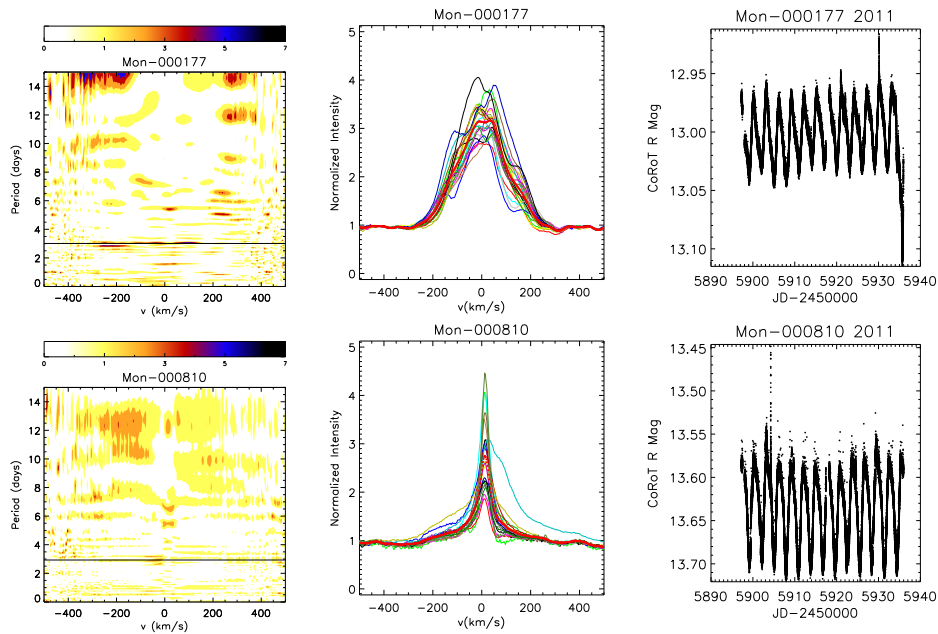 0 1 3 5 7
Mon-000177
Period (days)
14
12
10
8
6
4
2
0
-400 -200 0 200 400
v (km/s)
Mon-000177
Normalized Intensity
5
4
3
2
1
0
-400 -200 0 200 400
v(km/s)
Mon-000177 2011
CoRoT R Mag
12.95
13.00
13.05
13.10
5890 5900 5910 5920 5930 5940
JD-2450000
0 1 3 5 7
Mon-000810
Period (days)
14
12
10
8
6
4
2
0
-400 -200 0 200 400
v (km/s)
Mon-000810
Normalized Intensity
5
4
3
2
1
0
-400 -200 0 200 400
v(km/s)
Mon-000810 2011
CoRoT R Mag
13.45
13.50
13.55
13.60
13.65
13.70
5890 5900 5910 5920 5930 5940
JD-2450000